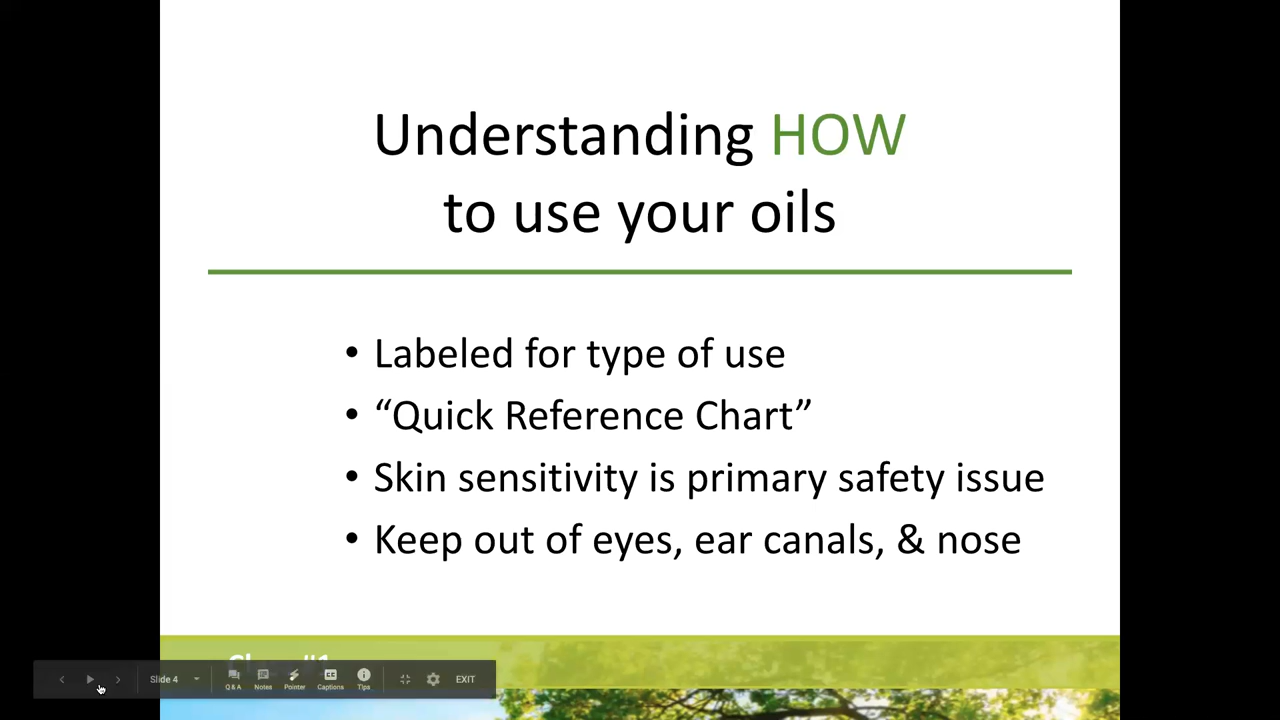 Understanding HOW
to use your oils
• Labeled for type of use
• “Quick Reference Chart”
• Skin sensitivity is primary safety issue
• Keep out of eyes, ear canals, & nose
Slide 4
Q & A
Notes
Pointer
Captions
Tips
EXIT